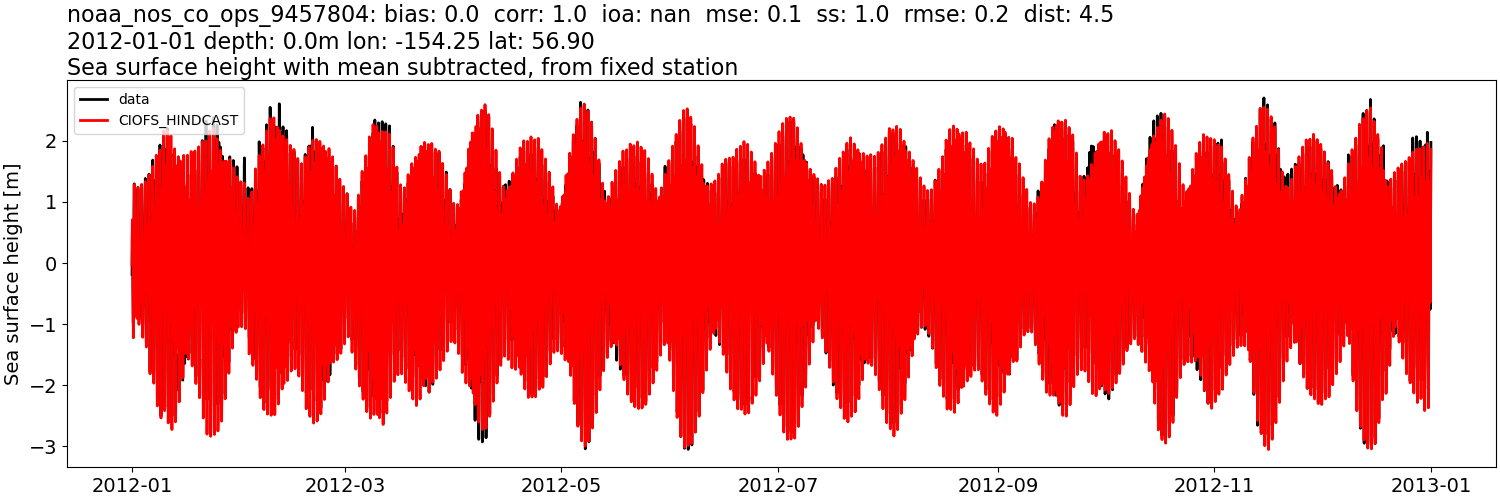 noaa_nos_co_ops_9457804: bias: 0.0 corr: 1.0 ioa: nan mse: 0.1 ss: 1.0 rmse: 0.2 dist: 4.5
2012-01-01 depth: 0.0m lon: -154.25 lat: 56.90
Sea surface height with mean subtracted, from fixed station
data
CIOFS_HINDCAST
Sea surface height [m]
2
1
0
−1
−2
−3
2012-01 2012-03 2012-05 2012-07 2012-09 2012-11 2013-01